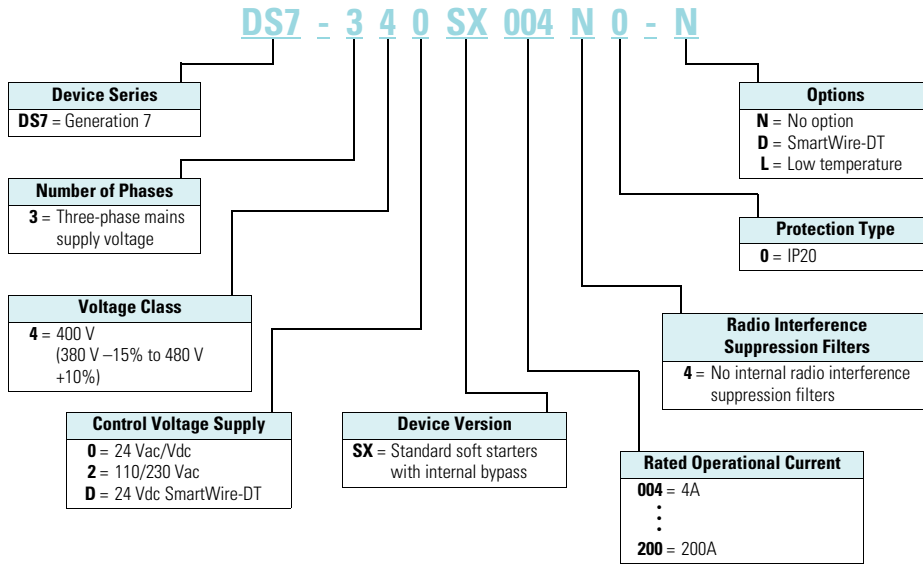 DS7 - 3 4 0 SX 004 N 0 - N
Device Series
DS7 = Generation 7
Number of Phases
3 = Three-phase mains
supply voltage
Voltage Class
4 = 400 V
(380 V –15% to 480 V
+10%)
Control Voltage Supply
0 = 24 Vac/Vdc
2 = 110/230 Vac
D = 24 Vdc SmartWire-DT
Device Version
SX = Standard soft starters
with internal bypass
Options
N = No option
D = SmartWire-DT
L = Low temperature
Protection Type
0 = IP20
Radio Interference
Suppression Filters
4 = No internal radio interference
suppression filters
Rated Operational Current
004 = 4A
200 = 200A